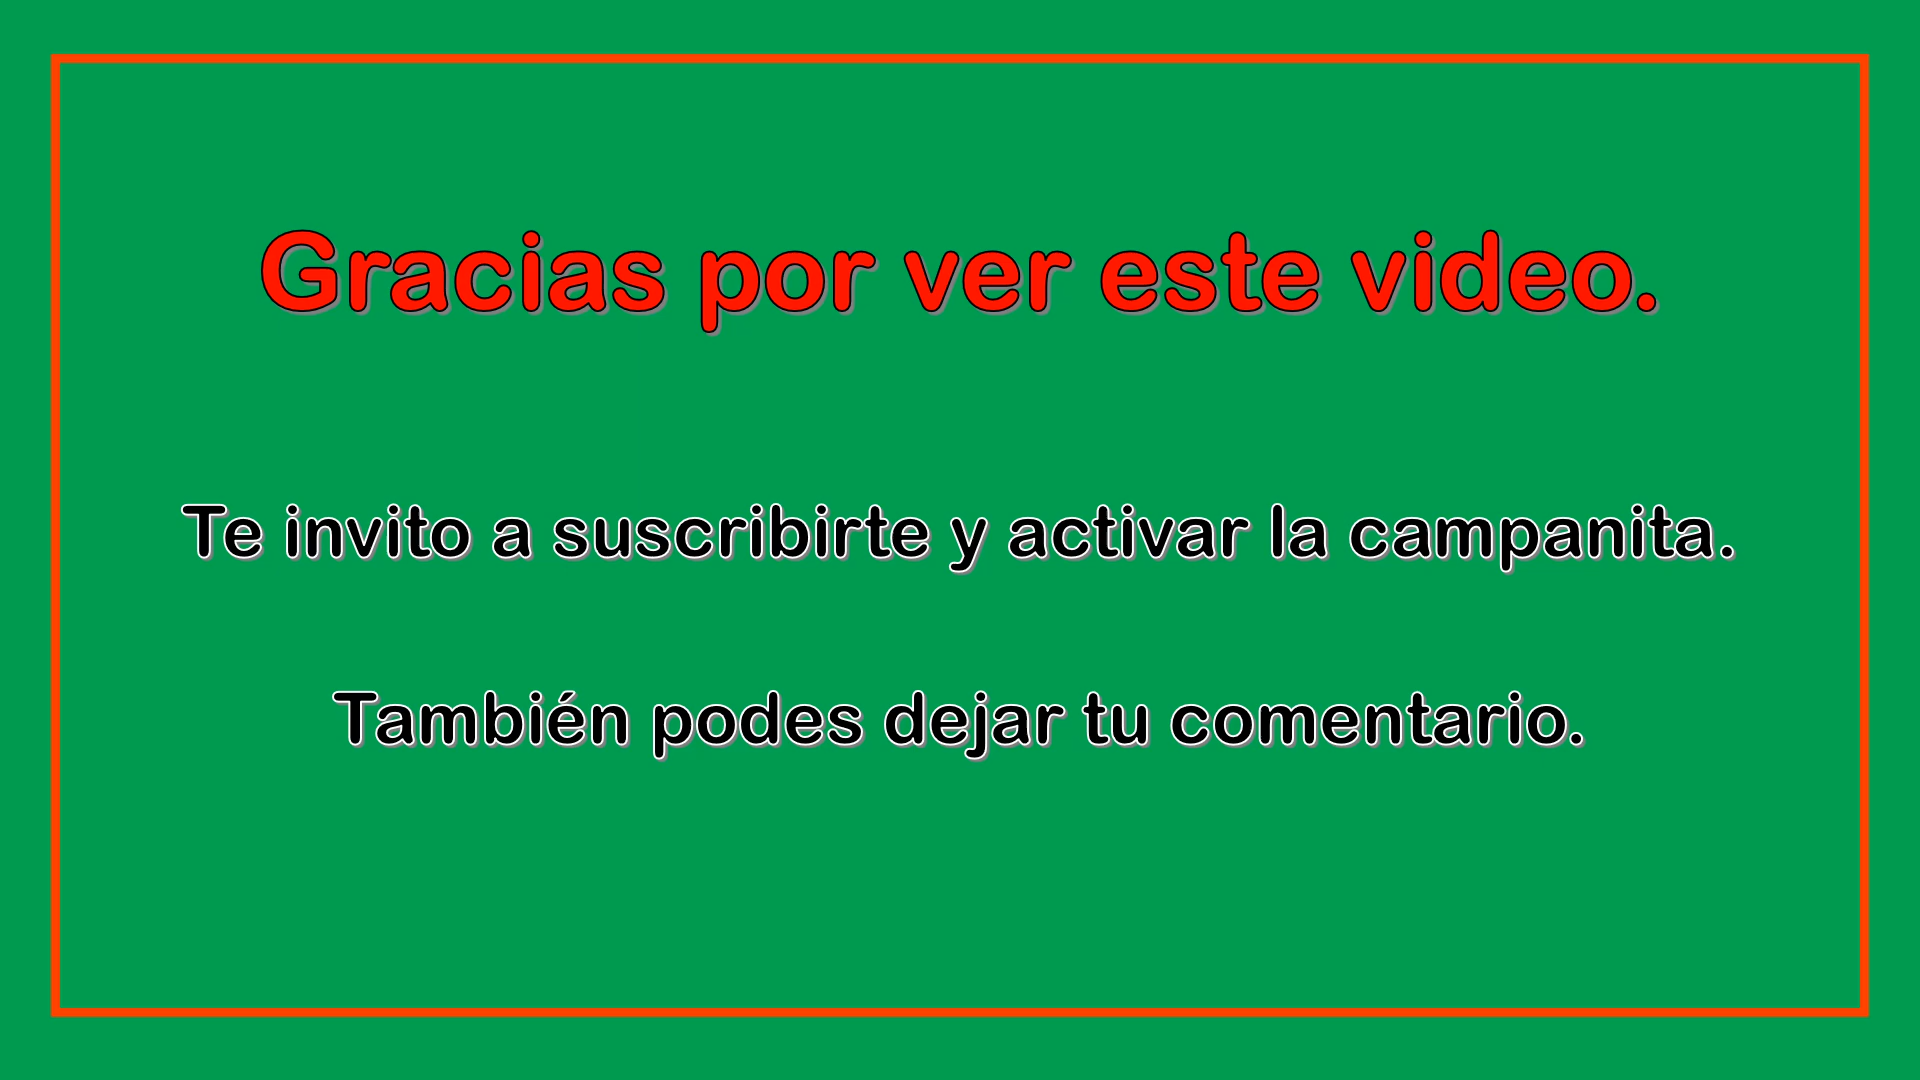 Gracias por ver este video.
Te invito a suscribirte y activar la campanita.
También podes dejar tu comentario.